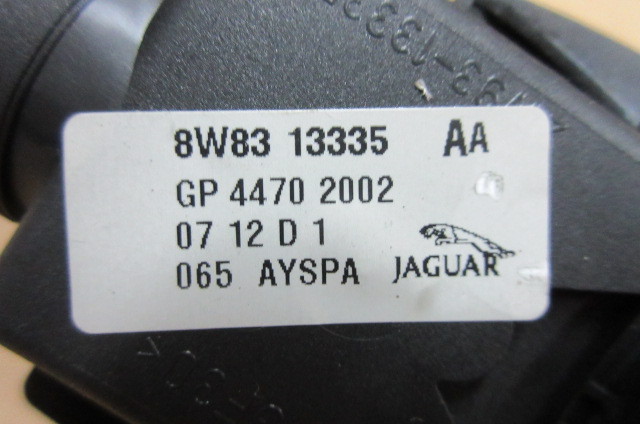 8W83 13335 AA
GP 4470 2002
07 12 D 1
065 AYSPA JAGUAR